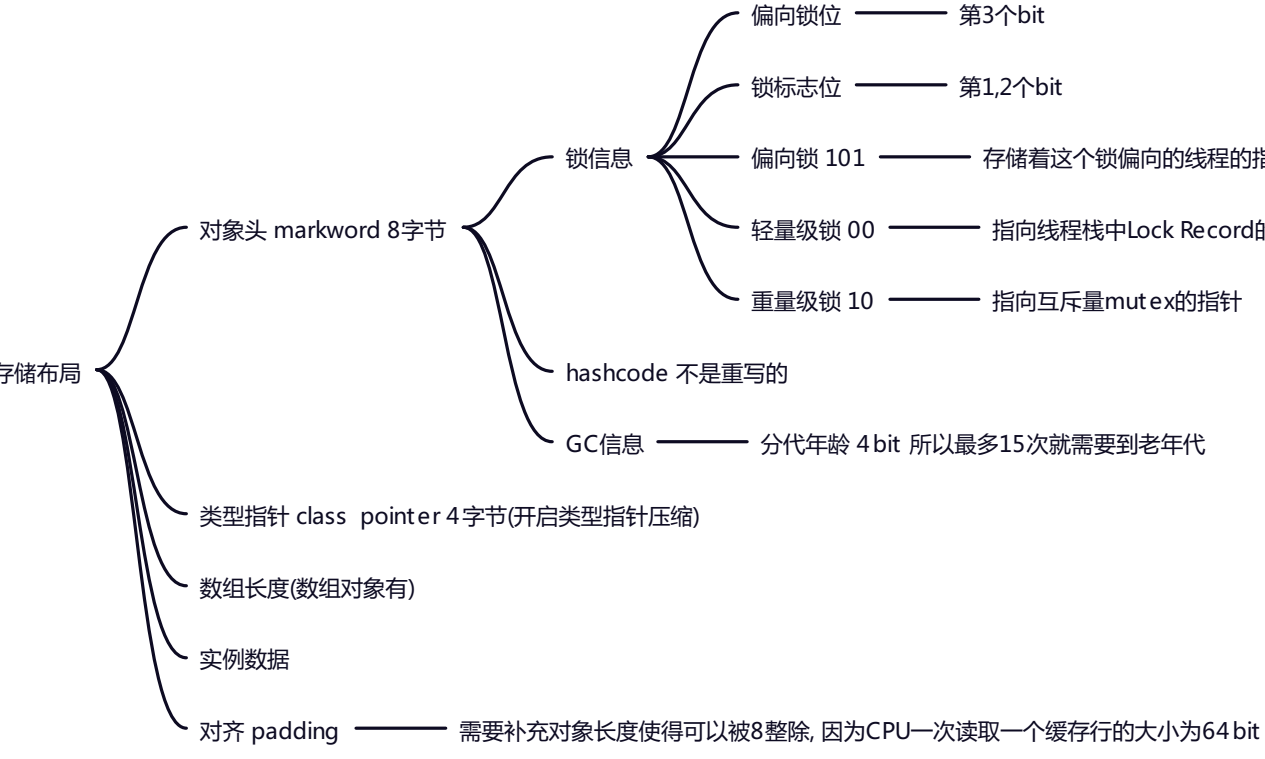 偏向锁位 第3个bit
锁标志位 第1,2个bit
锁信息 偏向锁 101 存储着这个锁偏向的线程的
对象头 markword 8字节 轻量级锁 00 指向线程栈中Lock Record
重量级锁 10 指向互斥量mutex的指针
存储布局 hashcode 不是重写的
GC信息 分代年龄 4bit 所以最多15次就需要到老年代
类型指针 class pointer 4字节(开启类型指针压缩)
数组长度(数组对象有)
实例数据
对齐 padding 需要补充对象长度使得可以被8整除, 因为CPU一次读取一个缓存行的大小为64bit